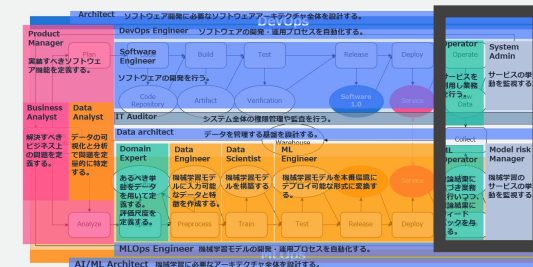 Architect ソフトウェア開発に必要なソフトウェアアーキテクチャ全体を設計する。
DevOps
Product Manager
実装すべきソフトウェア機能を定義する。
DevOps Engineer ソフトウェアの開発・運用プロセスを自動化する。
Plan
Software Engineer
ソフトウェアの開発を行う。
Build
Test
Release
Deploy
Operate
System Admin
サービスの挙動を監視する。
Code Repository
Artifact
Varification
Software 1.0
Service
Business Analyst
解決すべきビジネス上の問題を定義する。
Data Analyst
データの可視化と分析で問題を定量的に特定する。
IT Auditor システム全体の権限管理や監査を行う。
Data architect データを管理する基盤を設計する。
Warehouse
Collect
Domain Expert
あるべき挙動をデータを用いて定義する。
評価尺度を定義する。
Data Engineer
機械学習モデルに入力可能なデータと特徴を作成する。
Data Scientist
機械学習モデルを構築する
ML Engineer
機械学習モデルを本番環境にデプロイ可能な形式に変換する。
Service
Model risk Manager
機械学習のサービスの挙動を監視する。
Analyze
Preprocess
Train
Test
Release
Deploy
MLOps Engineer 機械学習モデルの開発・運用プロセスを自動化する。
MLOps
AI/ML Architect 機械学習に必要なアーキテクチャ全体を設計する。